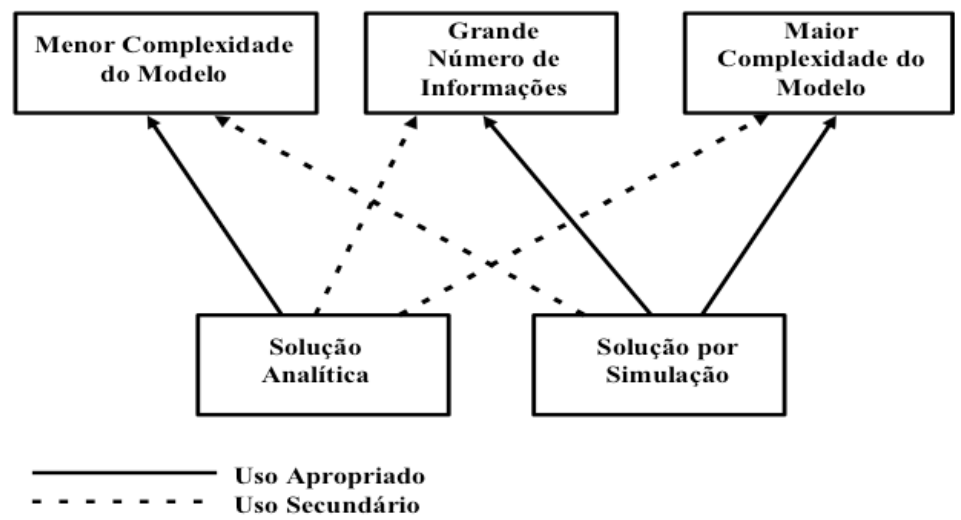 Menor Complexidade
do Modelo
Grande
Número de
Informações
Maior
Complexidade do
Modelo
Solução
Analítica
Solução por
Simulação
Uso Apropriado
Uso Secundário